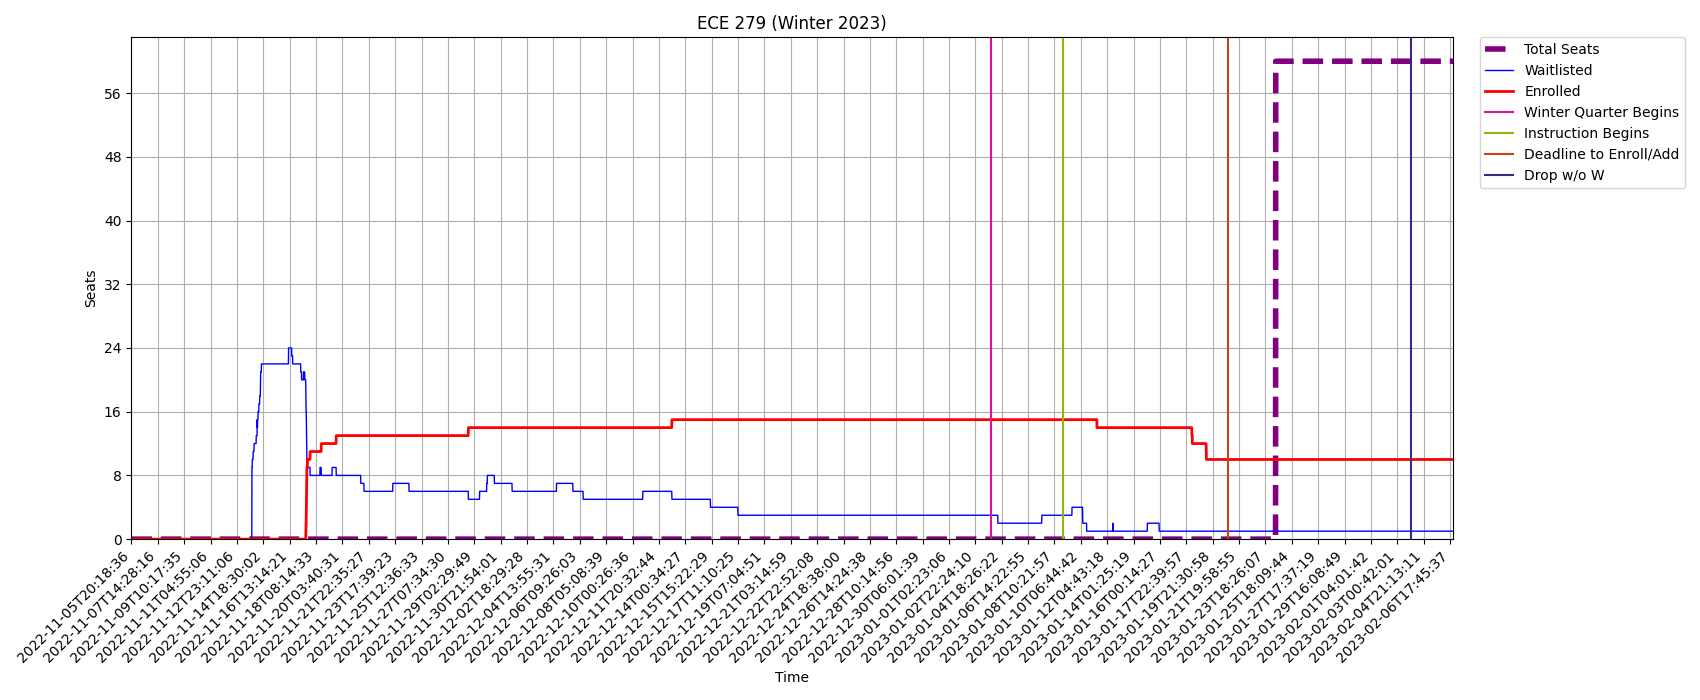 ECE 279 (Winter 2023)
Total Seats
Waitlisted
Enrolled
Winter Quarter Begins
Instruction Begins
Deadline to Enroll/Add
Drop w/o W
Seats
56
48
40
32
24
16
8
0
2022-11-05T20:18:36
2022-11-07T14:28:16
2022-11-09T10:17:35
2022-11-11T04:55:06
2022-11-12T23:11:06
2022-11-14T18:30:02
2022-11-16T13:14:21
2022-11-18T08:14:33
2022-11-20T03:40:31
2022-11-21T22:35:27
2022-11-23T17:39:23
2022-11-25T12:36:33
2022-11-27T07:34:30
2022-11-29T02:29:49
2022-11-30T21:54:01
2022-12-02T18:29:28
2022-12-04T13:55:31
2022-12-06T09:26:03
2022-12-08T05:08:39
2022-12-10T00:26:36
2022-12-11T20:32:44
2022-12-14T00:34:27
2022-12-15T15:22:29
2022-12-17T11:10:25
2022-12-19T07:04:51
2022-12-21T03:14:59
2022-12-22T22:52:08
2022-12-24T18:38:00
2022-12-26T14:24:38
2022-12-28T10:14:56
2022-12-30T06:01:39
2023-01-01T02:23:06
2023-01-02T22:24:10
2023-01-04T18:26:22
2023-01-06T14:22:55
2023-01-08T10:21:57
2023-01-10T06:44:42
2023-01-12T04:43:18
2023-01-14T01:25:19
2023-01-16T00:14:27
2023-01-17T22:39:57
2023-01-19T21:30:58
2023-01-21T19:58:55
2023-01-23T18:26:07
2023-01-25T18:09:44
2023-01-27T17:37:19
2023-01-29T16:08:49
2023-02-01T04:01:42
2023-02-03T00:42:01
2023-02-04T21:13:11
2023-02-06T17:45:37
Time